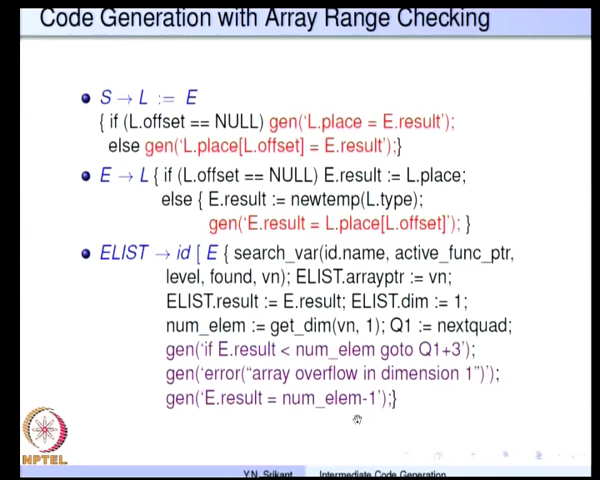 Code Generation with Array Range Checking
S → L := E
{ if (L.offset == NULL) gen('L.place = E.result');
else gen('L.place[L.offset] = E.result');}
E → L { if (L.offset == NULL) E.result := L.place;
else { E.result := newtemp(L.type);
gen('E.result = L.place[L.offset]'); }
ELIST → id [ E { search_var(id.name, active_func_ptr,
level, found, vn); ELIST.arrayptr := vn;
ELIST.result := E.result; ELIST.dim := 1;
num_elem := get_dim(vn, 1); Q1 := nextquad;
gen('if E.result < num_elem goto Q1+3');
gen('error("array overflow in dimension 1")');
gen('E.result = num_elem-1');}
NPTEL
Y.N. Srikant Intermediate Code Generation